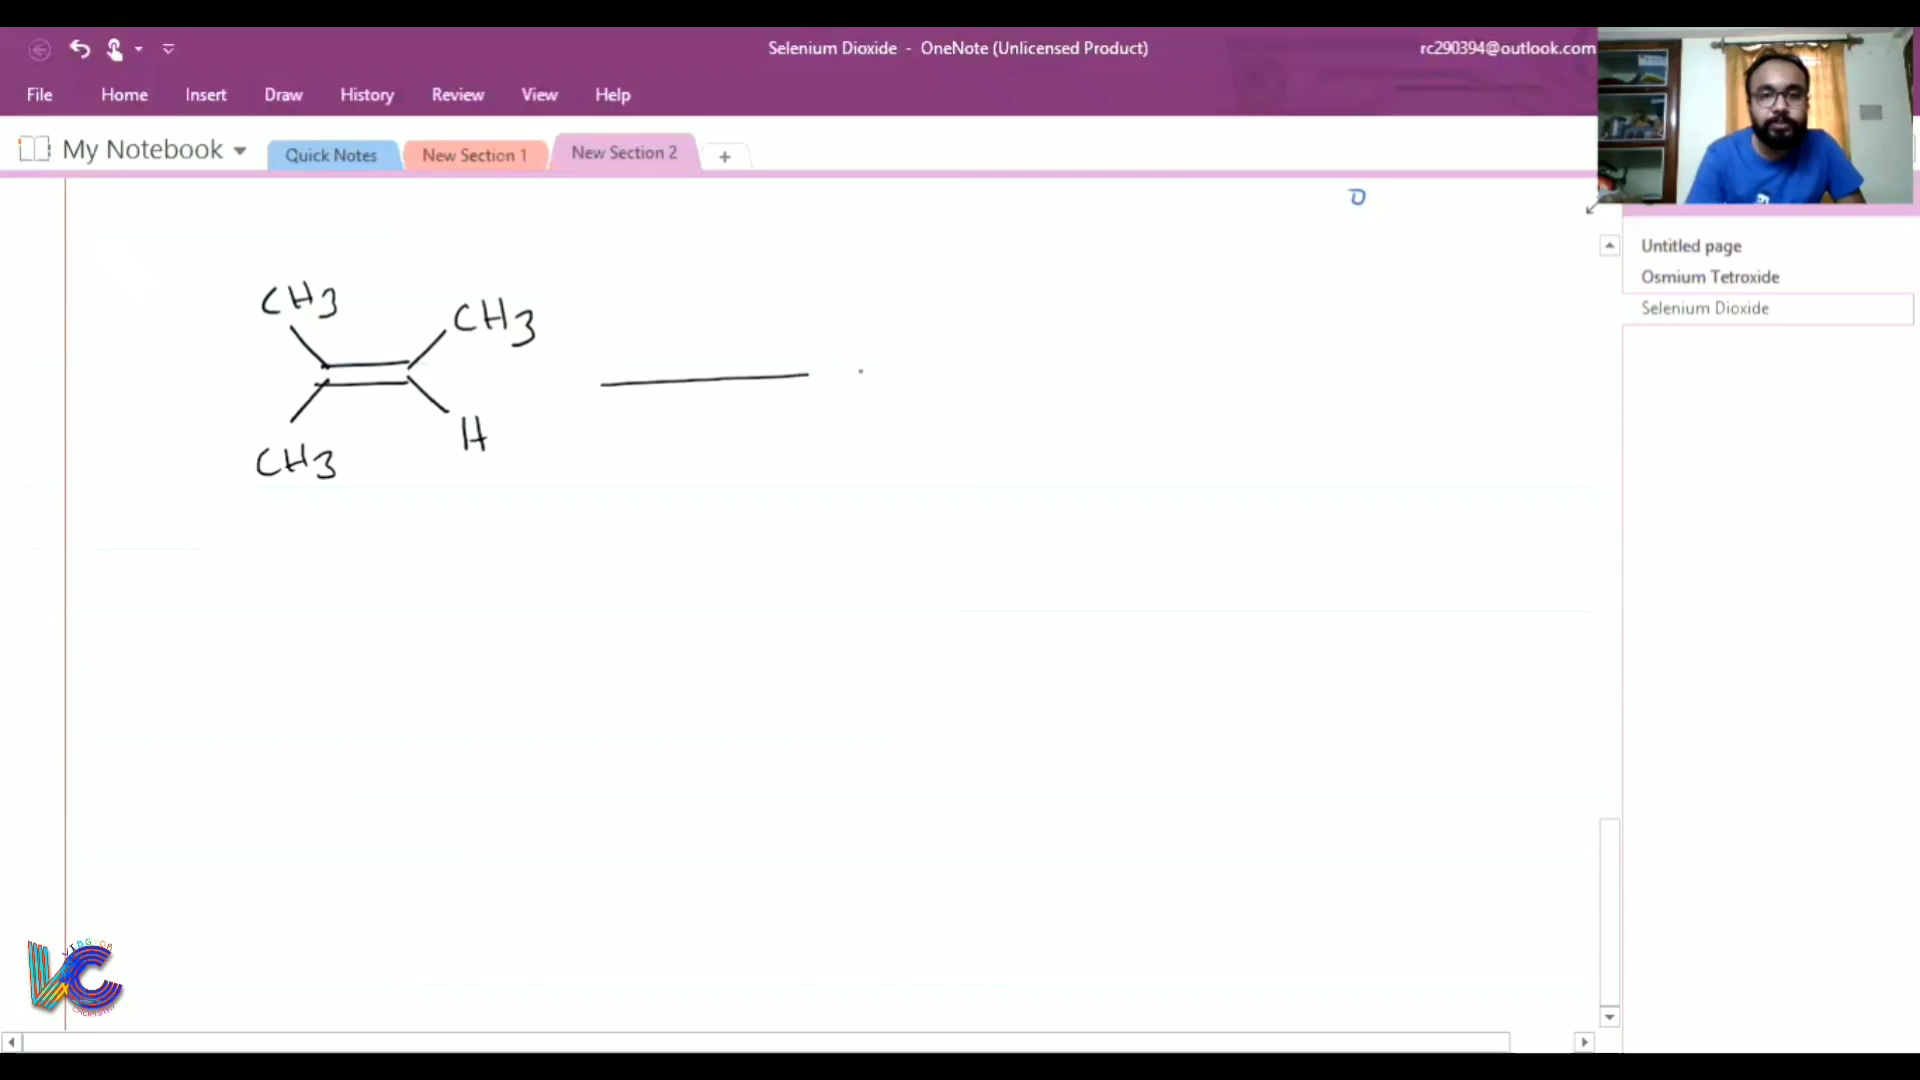 Selenium Dioxide - OneNote (Unlicensed Product)
rc290394@outlook.com
File Home Insert Draw History Review View Help
My Notebook
Quick Notes
New Section 1
New Section 2
+
Untitled page
Osmium Tetroxide
Selenium Dioxide
CH3
CH3
H
CH3
VC